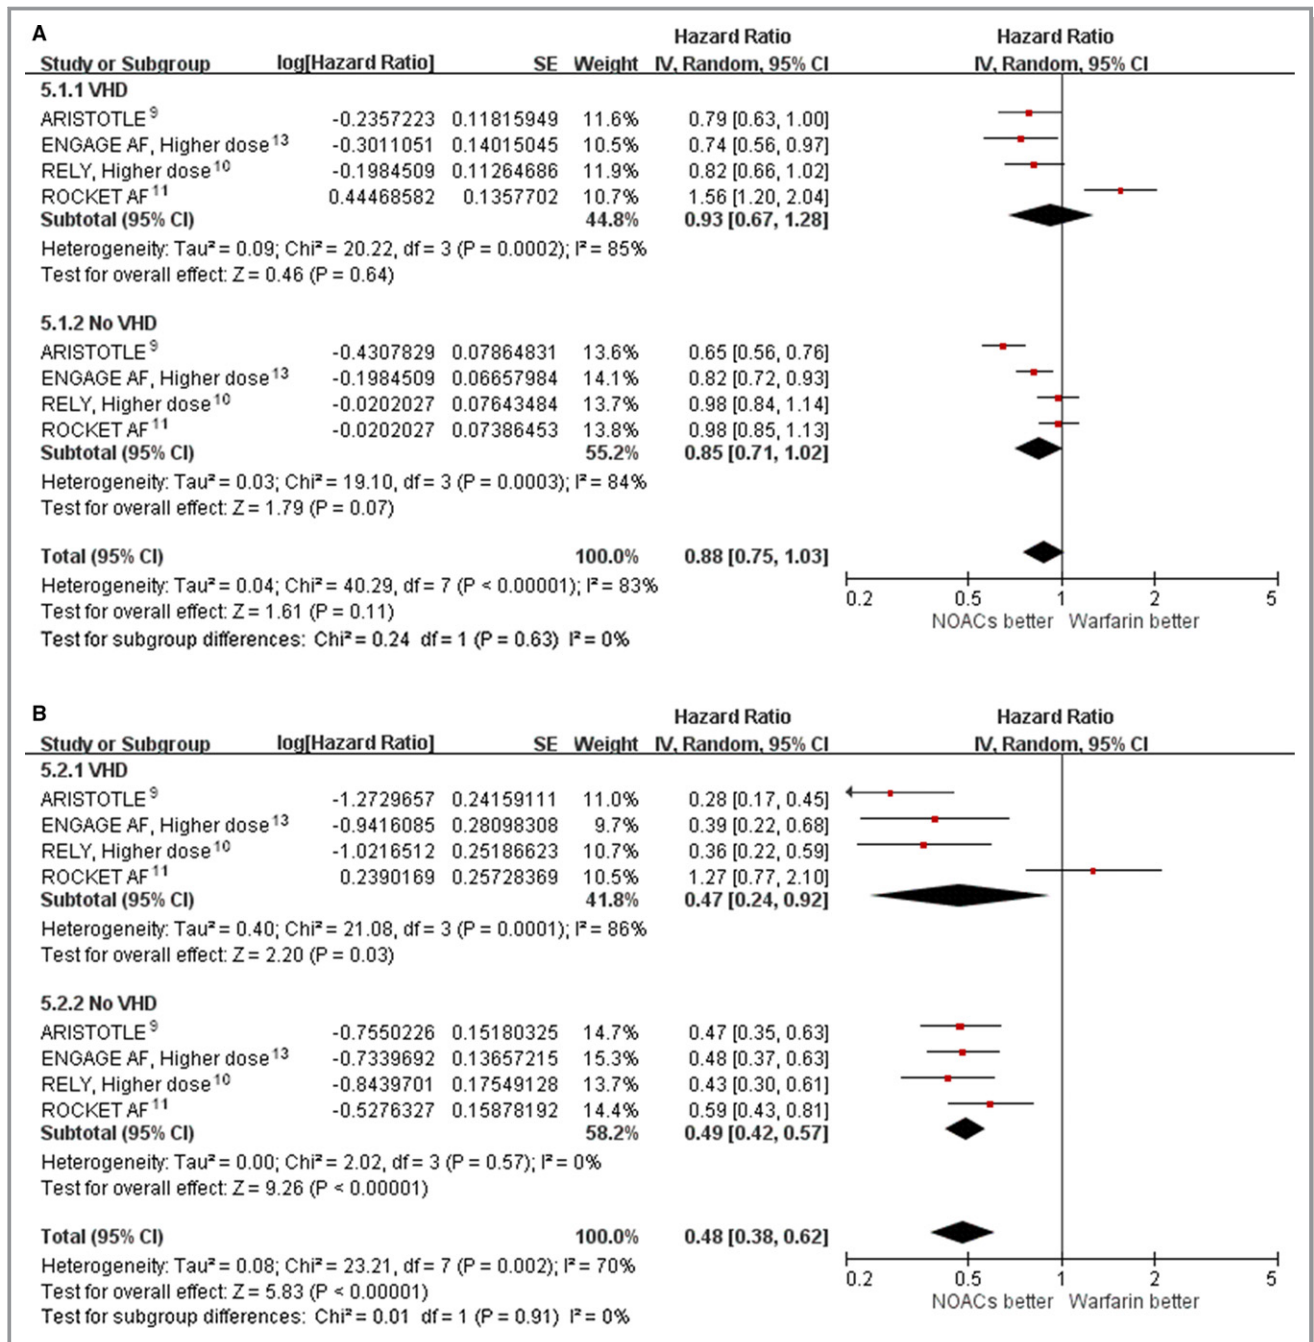 A
Hazard Ratio Hazard Ratio
Study or Subgroup log[Hazard Ratio] SE Weight IV, Random, 95% CI IV, Random, 95% CI
5.1.1 VHD
ARISTOTLE 9 -0.2357223 0.11815949 11.6% 0.79 [0.63, 1.00]
ENGAGE AF, Higher dose 13 -0.3011051 0.14015045 10.5% 0.74 [0.56, 0.97]
RELY, Higher dose 10 -0.1984509 0.11264686 11.9% 0.82 [0.66, 1.02]
ROCKET AF 11 0.44468582 0.1357702 10.7% 1.56 [1.20, 2.04]
Subtotal (95% CI) 44.8% 0.93 [0.67, 1.28]
Heterogeneity: Tau² = 0.09; Chi² = 20.22, df = 3 (P = 0.0002); I² = 85%
Test for overall effect: Z = 0.46 (P = 0.64)
5.1.2 No VHD
ARISTOTLE 9 -0.4307829 0.07864831 13.6% 0.65 [0.56, 0.76]
ENGAGE AF, Higher dose 13 -0.1984509 0.06657984 14.1% 0.82 [0.72, 0.93]
RELY, Higher dose 10 -0.0202027 0.07643484 13.7% 0.98 [0.84, 1.14]
ROCKET AF 11 -0.0202027 0.07386453 13.8% 0.98 [0.85, 1.13]
Subtotal (95% CI) 55.2% 0.85 [0.71, 1.02]
Heterogeneity: Tau² = 0.03; Chi² = 19.10, df = 3 (P = 0.0003); I² = 84%
Test for overall effect: Z = 1.79 (P = 0.07)
Total (95% CI) 100.0% 0.88 [0.75, 1.03]
Heterogeneity: Tau² = 0.04; Chi² = 40.29, df = 7 (P < 0.00001); I² = 83%
Test for overall effect: Z = 1.61 (P = 0.11)
Test for subgroup differences: Chi² = 0.24 df = 1 (P = 0.63) I² = 0%
0.2 0.5 1 2 5
NOACs better Warfarin better
B
Hazard Ratio Hazard Ratio
Study or Subgroup log[Hazard Ratio] SE Weight IV, Random, 95% CI IV, Random, 95% CI
5.2.1 VHD
ARISTOTLE 9 -1.2729657 0.24159111 11.0% 0.28 [0.17, 0.45]
ENGAGE AF, Higher dose 13 -0.9416085 0.28098308 9.7% 0.39 [0.22, 0.68]
RELY, Higher dose 10 -1.0216512 0.25186623 10.7% 0.36 [0.22, 0.59]
ROCKET AF 11 0.2390169 0.25728369 10.5% 1.27 [0.77, 2.10]
Subtotal (95% CI) 41.8% 0.47 [0.24, 0.92]
Heterogeneity: Tau² = 0.40; Chi² = 21.08, df = 3 (P = 0.0001); I² = 86%
Test for overall effect: Z = 2.20 (P = 0.03)
5.2.2 No VHD
ARISTOTLE 9 -0.7550226 0.15180325 14.7% 0.47 [0.35, 0.63]
ENGAGE AF, Higher dose 13 -0.7339692 0.13657215 15.3% 0.48 [0.37, 0.63]
RELY, Higher dose 10 -0.8439701 0.17549128 13.7% 0.43 [0.30, 0.61]
ROCKET AF 11 -0.5276327 0.15878192 14.4% 0.59 [0.43, 0.81]
Subtotal (95% CI) 58.2% 0.49 [0.42, 0.57]
Heterogeneity: Tau² = 0.00; Chi² = 2.02, df = 3 (P = 0.57); I² = 0%
Test for overall effect: Z = 9.26 (P < 0.00001)
Total (95% CI) 100.0% 0.48 [0.38, 0.62]
Heterogeneity: Tau² = 0.08; Chi² = 23.21, df = 7 (P = 0.002); I² = 70%
Test for overall effect: Z = 5.83 (P < 0.00001)
Test for subgroup differences: Chi² = 0.01 df = 1 (P = 0.91) I² = 0%
0.2 0.5 1 2 5
NOACs better Warfarin better